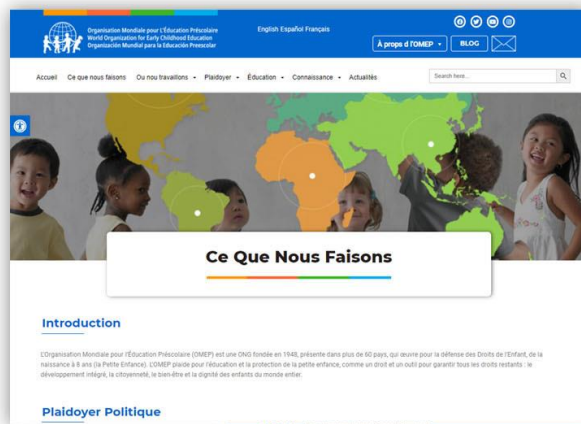 Organisation Mondiale pour L'Éducation Préscolaire
World Organization for Early Childhood Education
Organización Mundial para la Educación Preescolar
English Español Français
À props d l'OMEP
BLOG
Accueil Ce que nous faisons Ou nou travaillons Plaidoyer Éducation Connaissance Actualités
Search here...
Ce Que Nous Faisons
Introduction
L'Organisation Mondiale pour l'Éducation Préscolaire (OMEP) est une ONG fondée en 1948, présente dans plus de 60 pays, qui œuvre pour la défense des Droits de l'Enfant, de la
naissance à 8 ans (la Petite Enfance). L'OMEP plaide pour l'éducation et la protection de la petite enfance, comme un droit et un outil pour garantir tous les droits restants : le
développement intégré, la citoyenneté, le bien-être et la dignité des enfants du monde entier.
Plaidoyer Politique